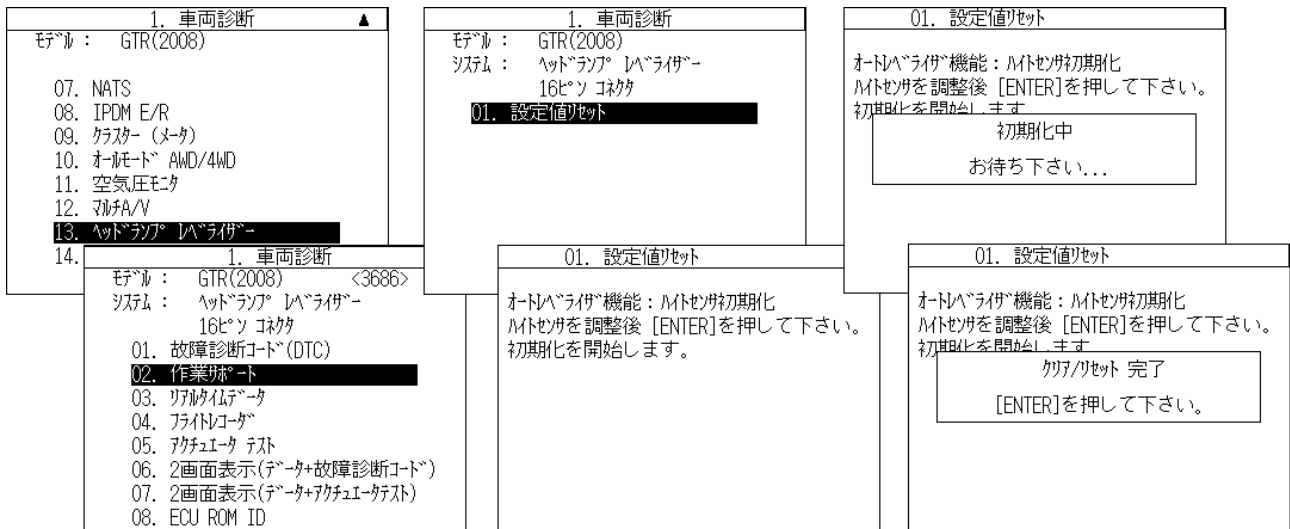 1. 車両診断 ▲
ﾓﾃﾞﾙ : GTR(2008)
07. NATS
08. IPDM E/R
09. ｸﾗｽﾀｰ (ﾒｰﾀ)
10. ｵｰﾙﾓｰﾄﾞ AWD/4WD
11. 空気圧ﾓﾆﾀ
12. ﾏﾙﾁA/V
13. ﾍｯﾄﾞﾗﾝﾌﾟ ﾚﾍﾞﾗｲｻﾞｰ
14.
1. 車両診断
ﾓﾃﾞﾙ : GTR(2008) <3686>
ｼｽﾃﾑ : ﾍｯﾄﾞﾗﾝﾌﾟ ﾚﾍﾞﾗｲｻﾞｰ
16ﾋﾟﾝ ｺﾈｸﾀ
01. 故障診断ｺｰﾄﾞ(DTC)
02. 作業ｻﾎﾟｰﾄ
03. ﾘｱﾙﾀｲﾑﾃﾞｰﾀ
04. ﾌﾗｲﾄﾚｺｰﾀﾞ
05. ｱｸﾁｭｴｰﾀ ﾃｽﾄ
06. 2画面表示(ﾃﾞｰﾀ+故障診断ｺｰﾄﾞ)
07. 2画面表示(ﾃﾞｰﾀ+ｱｸﾁｭｴｰﾀﾃｽﾄ)
08. ECU ROM ID
1. 車両診断
ﾓﾃﾞﾙ : GTR(2008)
ｼｽﾃﾑ : ﾍｯﾄﾞﾗﾝﾌﾟ ﾚﾍﾞﾗｲｻﾞｰ
16ﾋﾟﾝ ｺﾈｸﾀ
01. 設定値ﾘｾｯﾄ
01. 設定値ﾘｾｯﾄ
ｵｰﾄﾚﾍﾞﾗｲｻﾞ機能：ﾊｲﾄｾﾝｻ初期化
ﾊｲﾄｾﾝｻを調整後 [ENTER]を押して下さい。
初期化を開始します。
01. 設定値ﾘｾｯﾄ
ｵｰﾄﾚﾍﾞﾗｲｻﾞ機能：ﾊｲﾄｾﾝｻ初期化
ﾊｲﾄｾﾝｻを調整後 [ENTER]を押して下さい。
初期化を開始します
初期化中
お待ち下さい...
01. 設定値ﾘｾｯﾄ
ｵｰﾄﾚﾍﾞﾗｲｻﾞ機能：ﾊｲﾄｾﾝｻ初期化
ﾊｲﾄｾﾝｻを調整後 [ENTER]を押して下さい。
初期化を開始します
ｸﾘｱ/ﾘｾｯﾄ 完了
[ENTER]を押して下さい。